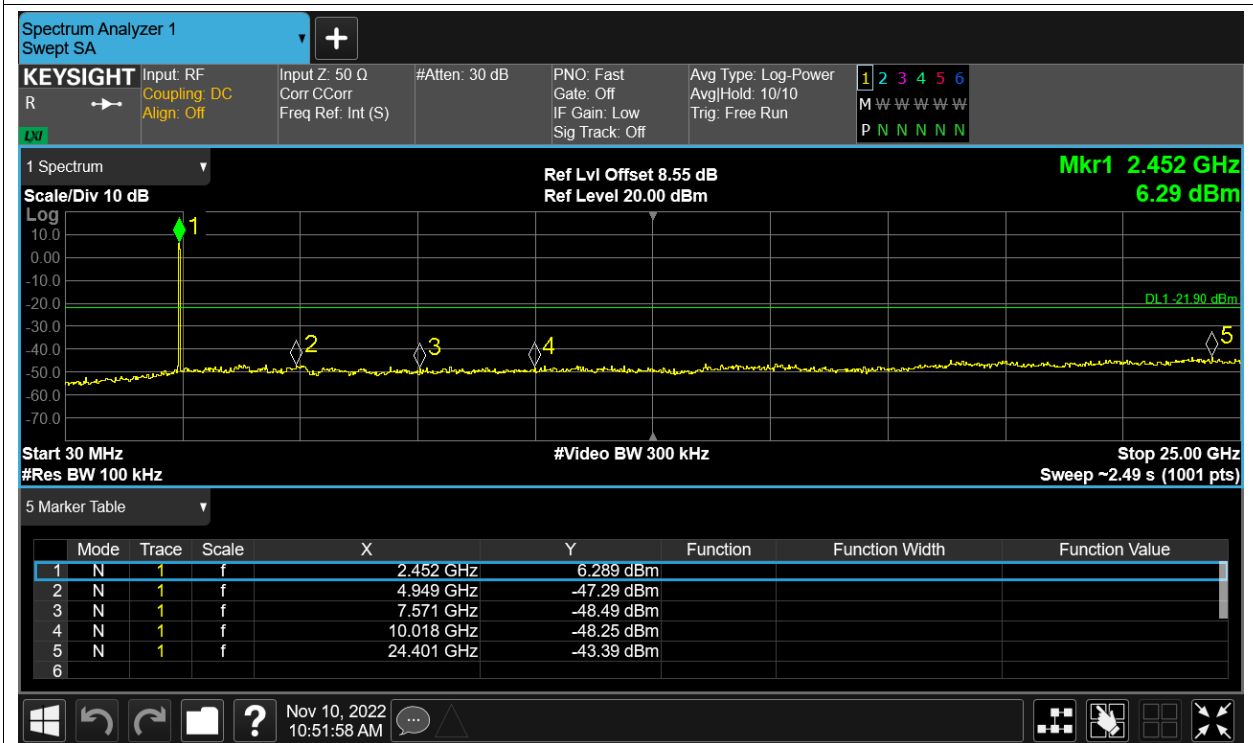 Spectrum Analyzer 1
Swept SA
KEYSIGHT Input: RF Input Z: 50 Ω #Atten: 30 dB PNO: Fast Avg Type: Log-Power 1 2 3 4 5 6
R Coupling: DC Corr CCorr Gate: Off Avg|Hold: 10/10 M W W W W W
Align: Off Freq Ref: Int (S) IF Gain: Low Trig: Free Run
LXI Sig Track: Off P N N N N N
1 Spectrum Ref Lvl Offset 8.55 dB Mkr1 2.452 GHz
Scale/Div 10 dB Ref Level 20.00 dBm 6.29 dBm
Log
1
10.0
0.00
-10.0
-20.0 DL1 -21.90 dBm
-30.0
-40.0 2 3 4 5
-50.0
-60.0
-70.0
Start 30 MHz #Video BW 300 kHz Stop 25.00 GHz
#Res BW 100 kHz Sweep ~2.49 s (1001 pts)
5 Marker Table
Mode Trace Scale X Y Function Function Width Function Value
1 N 1 f 2.452 GHz 6.289 dBm
2 N 1 f 4.949 GHz -47.29 dBm
3 N 1 f 7.571 GHz -48.49 dBm
4 N 1 f 10.018 GHz -48.25 dBm
5 N 1 f 24.401 GHz -43.39 dBm
6
? Nov 10, 2022
10:51:58 AM